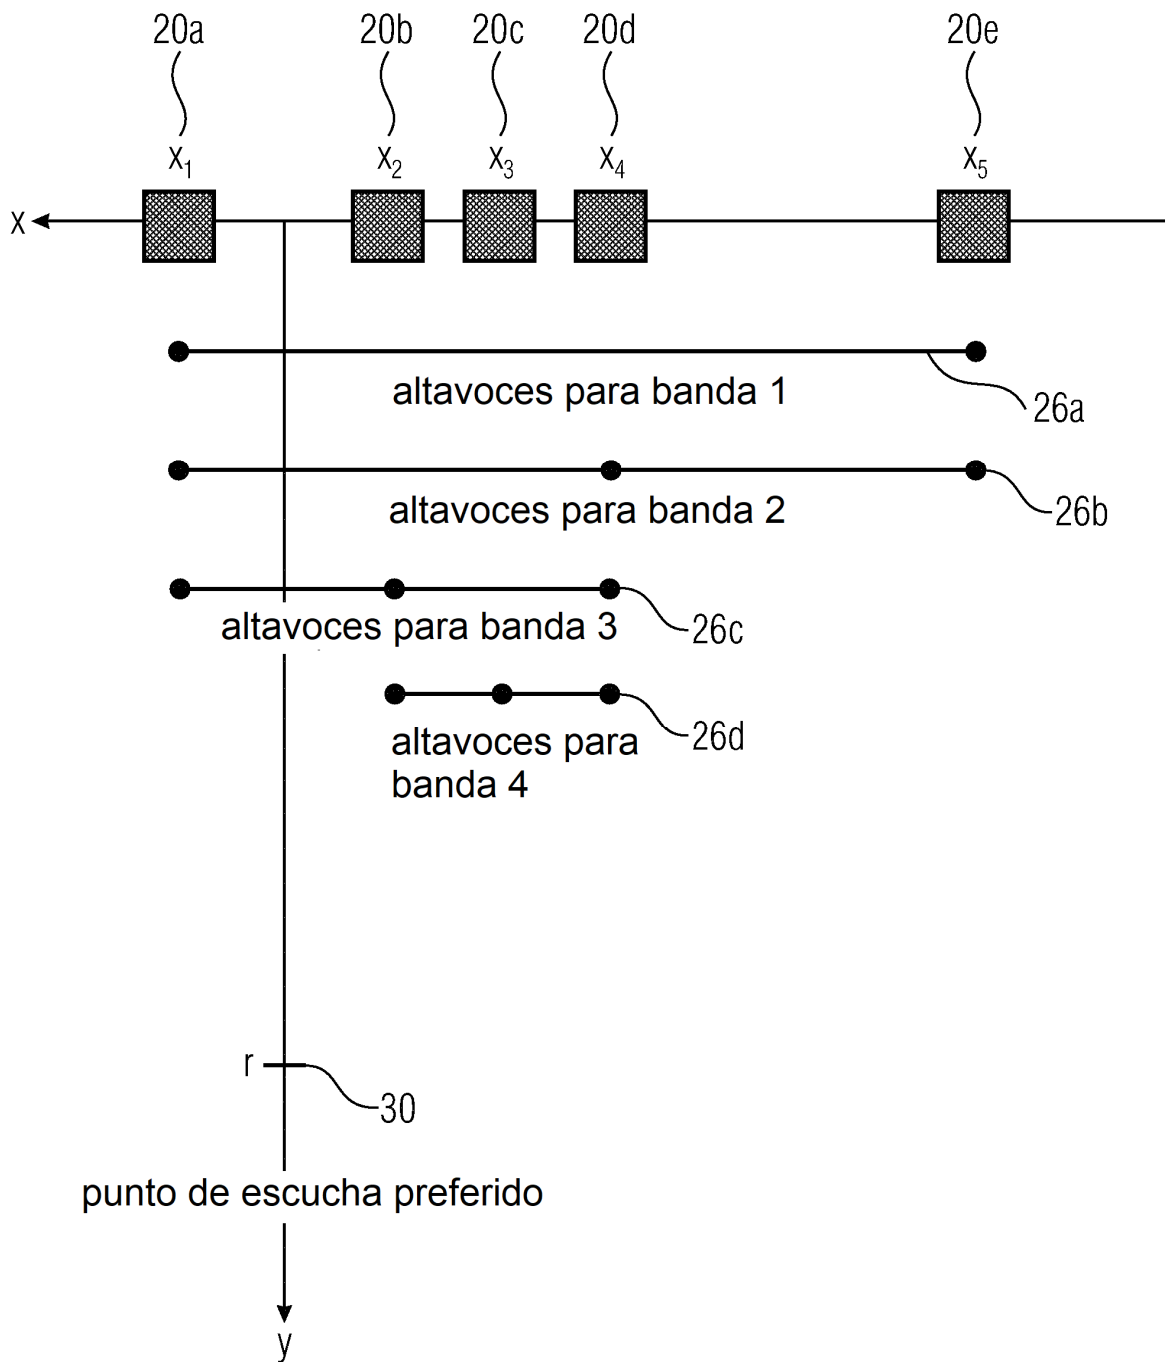 20a 20b 20c 20d 20e
x1 x2 x3 x4 x5
x
altavoces para banda 1
26a
altavoces para banda 2
26b
altavoces para banda 3
26c
altavoces para
banda 4
26d
r
30
punto de escucha preferido
y